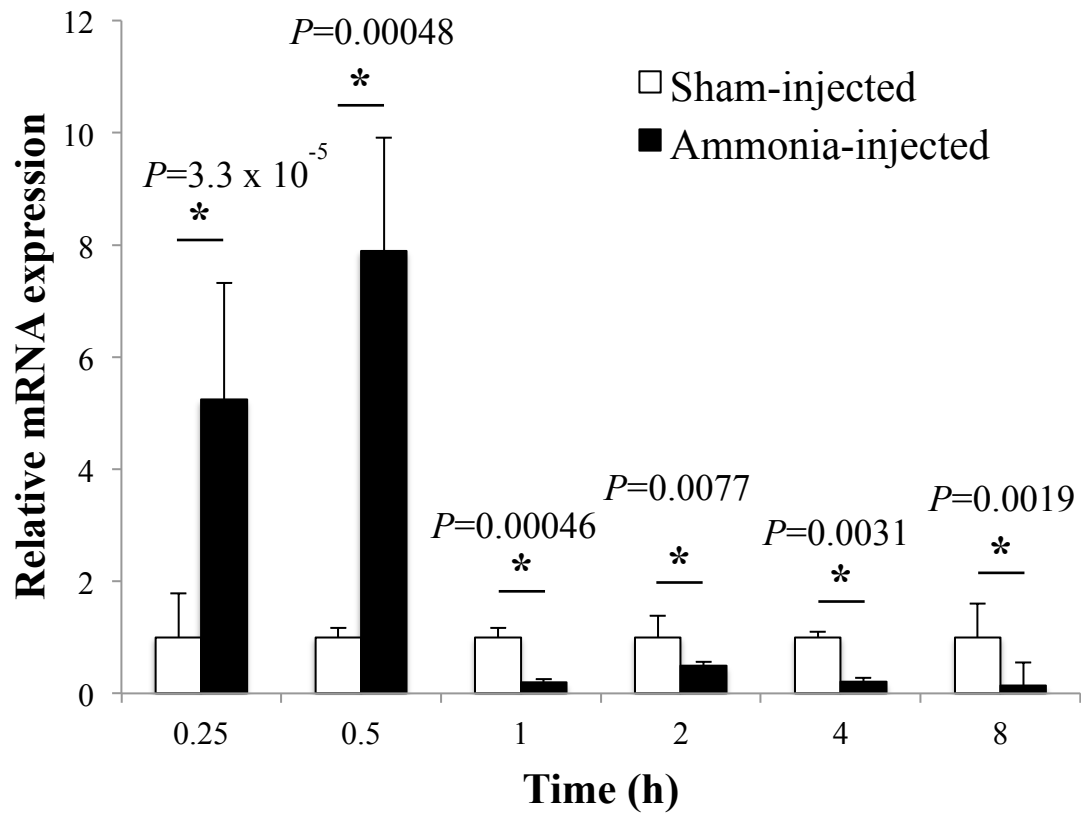 12
10
8
6
4
2
0
Relative mRNA expression
P=3.3 x 10-5
*
P=0.00048
*
P=0.00046
*
P=0.0077
*
P=0.0031
*
P=0.0019
*
Sham-injected
Ammonia-injected
0.25 0.5 1 2 4 8
Time (h)